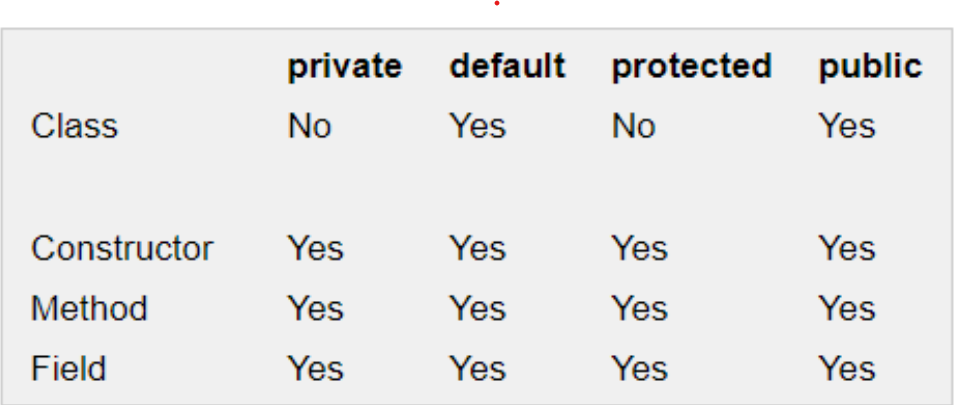 private default protected public
Class No Yes No Yes
Constructor Yes Yes Yes Yes
Method Yes Yes Yes Yes
Field Yes Yes Yes Yes